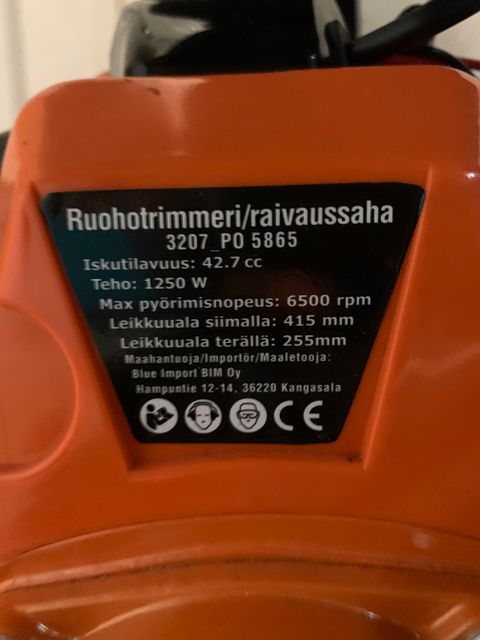 Ruohotrimmeri/raivaussaha
3207_PO 5865
Iskutilavuus: 42.7 cc
Teho: 1250 W
Max pyörimisnopeus: 6500 rpm
Leikkuuala siimalla: 415 mm
Leikkuuala terällä: 255mm
Maahantuoja/Importör/Maaletooja:
Blue Import BIM Oy
Hampuntie 12-14, 36220 Kangasala
CE